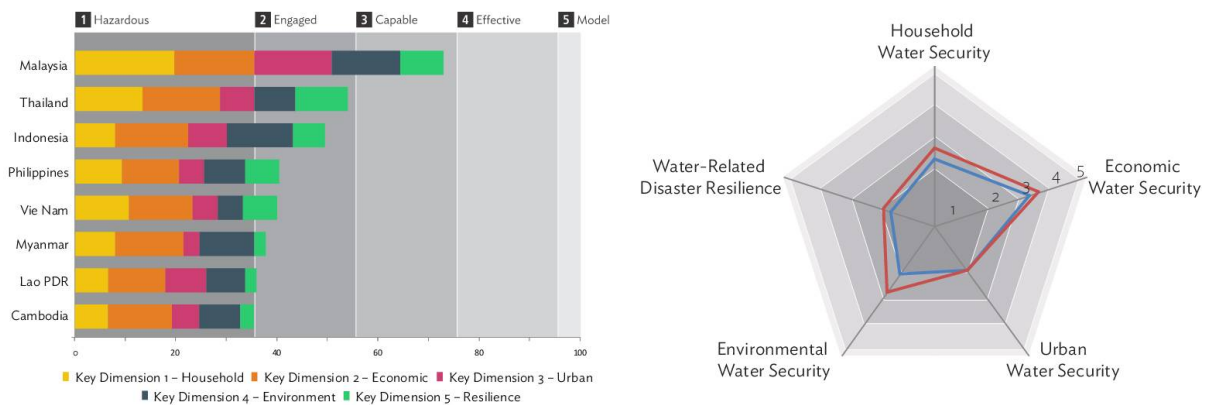 1 Hazardous 2 Engaged 3 Capable 4 Effective 5 Model
Malaysia
Thailand
Indonesia
Philippines
Vie Nam
Myanmar
Lao PDR
Cambodia
0 20 40 60 80 100
Key Dimension 1 – Household Key Dimension 2 – Economic Key Dimension 3 – Urban
Key Dimension 4 – Environment Key Dimension 5 – Resilience
Household
Water Security
Water-Related
Disaster Resilience
1 2 3 4 5
Economic
Water Security
Environmental
Water Security
Urban
Water Security